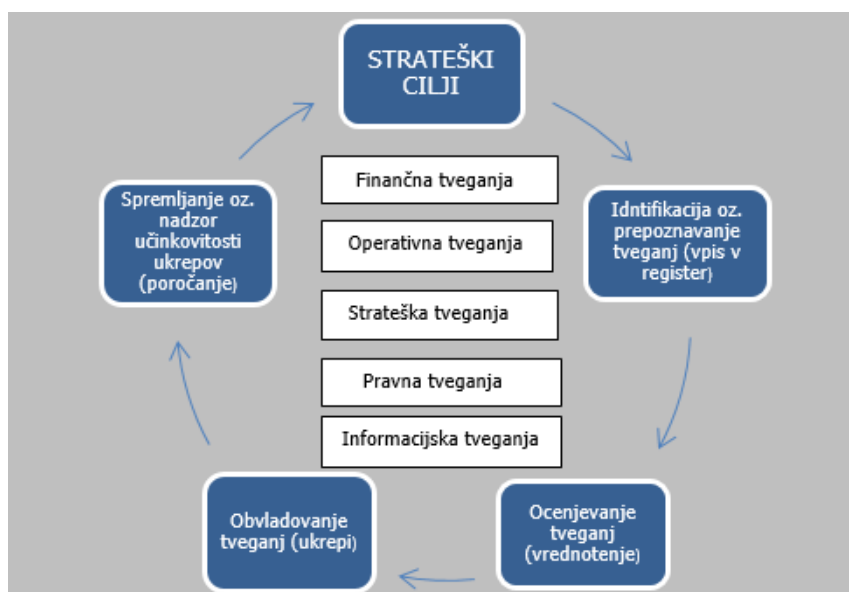 STRATEŠKI
CILJI
Finančna tveganja
Operativna tveganja
Strateška tveganja
Pravna tveganja
Informacijska tveganja
Idntifikacija oz.
prepoznavanje
tveganj (vpis v
register)
Ocenjevanje
tveganj
(vrednotenje)
Obvladovanje
tveganj (ukrepi)
Spremljanje oz.
nadzor
učinkovitosti
ukrepov
(poročanje)